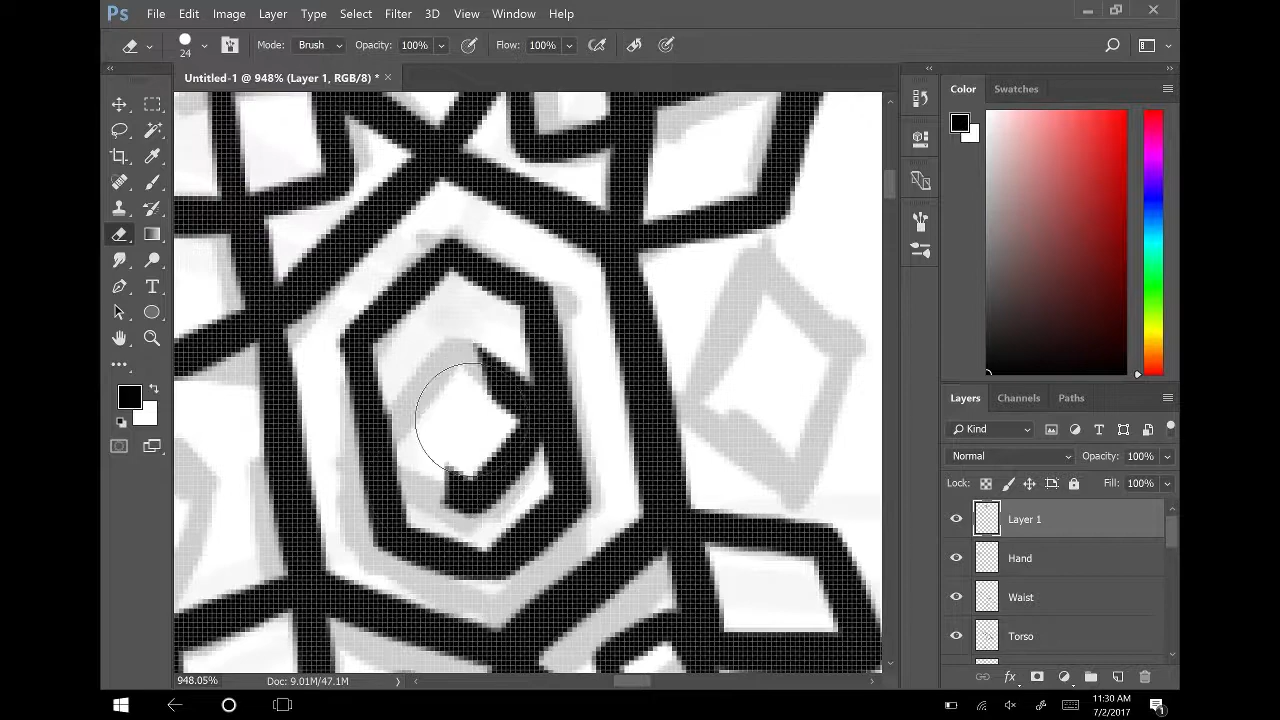 Ps File Edit Image Layer Type Select Filter 3D View Window Help
24 Mode: Brush Opacity: 100% Flow: 100%
Untitled-1 @ 948% (Layer 1, RGB/8) * ×
Color Swatches
Layers Channels Paths
Kind
Normal Opacity: 100%
Lock: Fill: 100%
Layer 1
Hand
Waist
Torso
948.05% Doc: 9.01M/47.1M
11:30 AM
7/2/2017
1